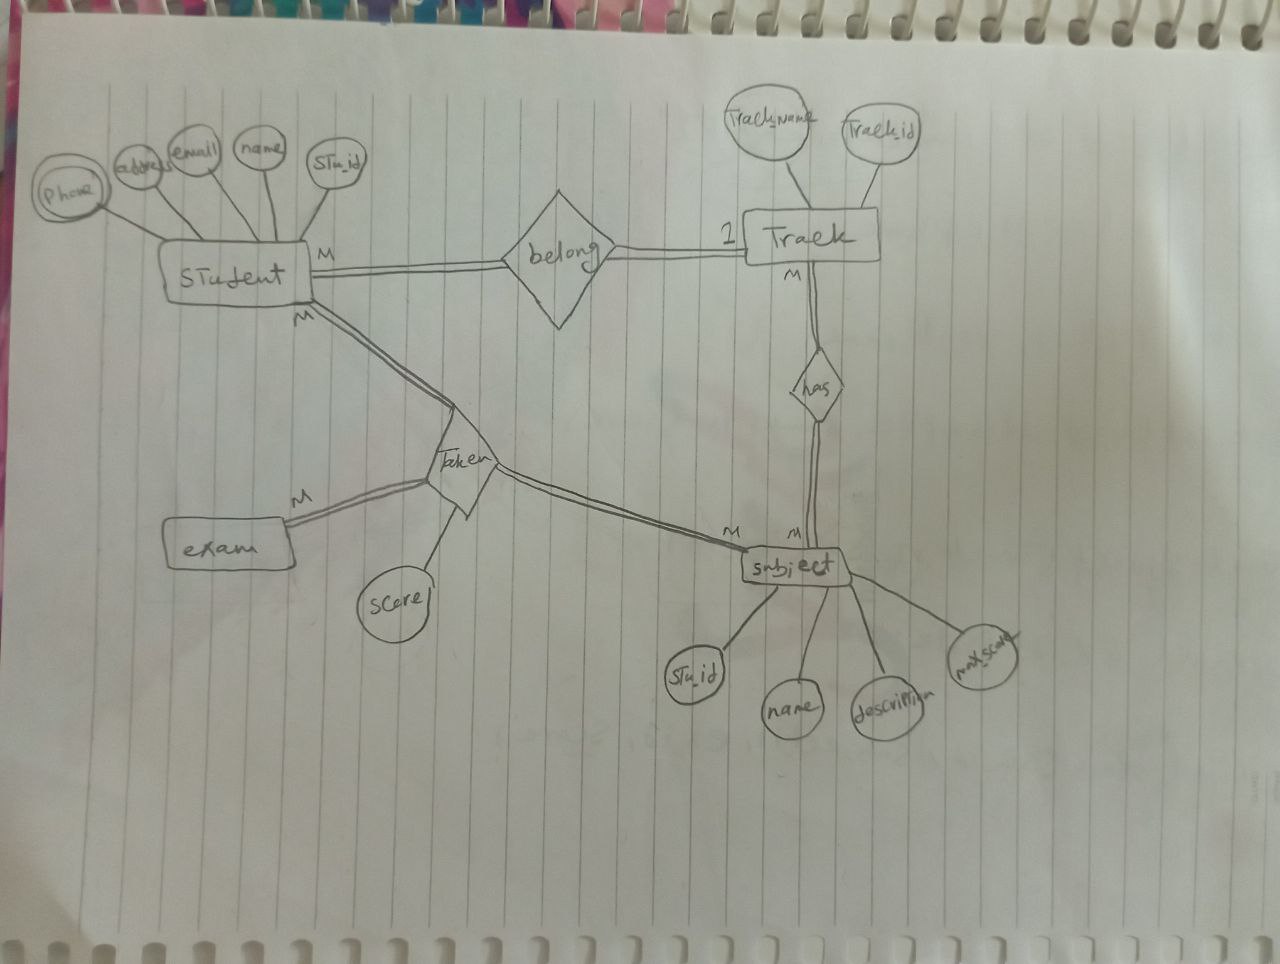 Track_name
Track_id
Phone
address
email
name
STu_id
M
STudent
belong
1
Track
M
M
has
Taken
M
exam
score
M
M
subject
STu_id
name
description
max_score